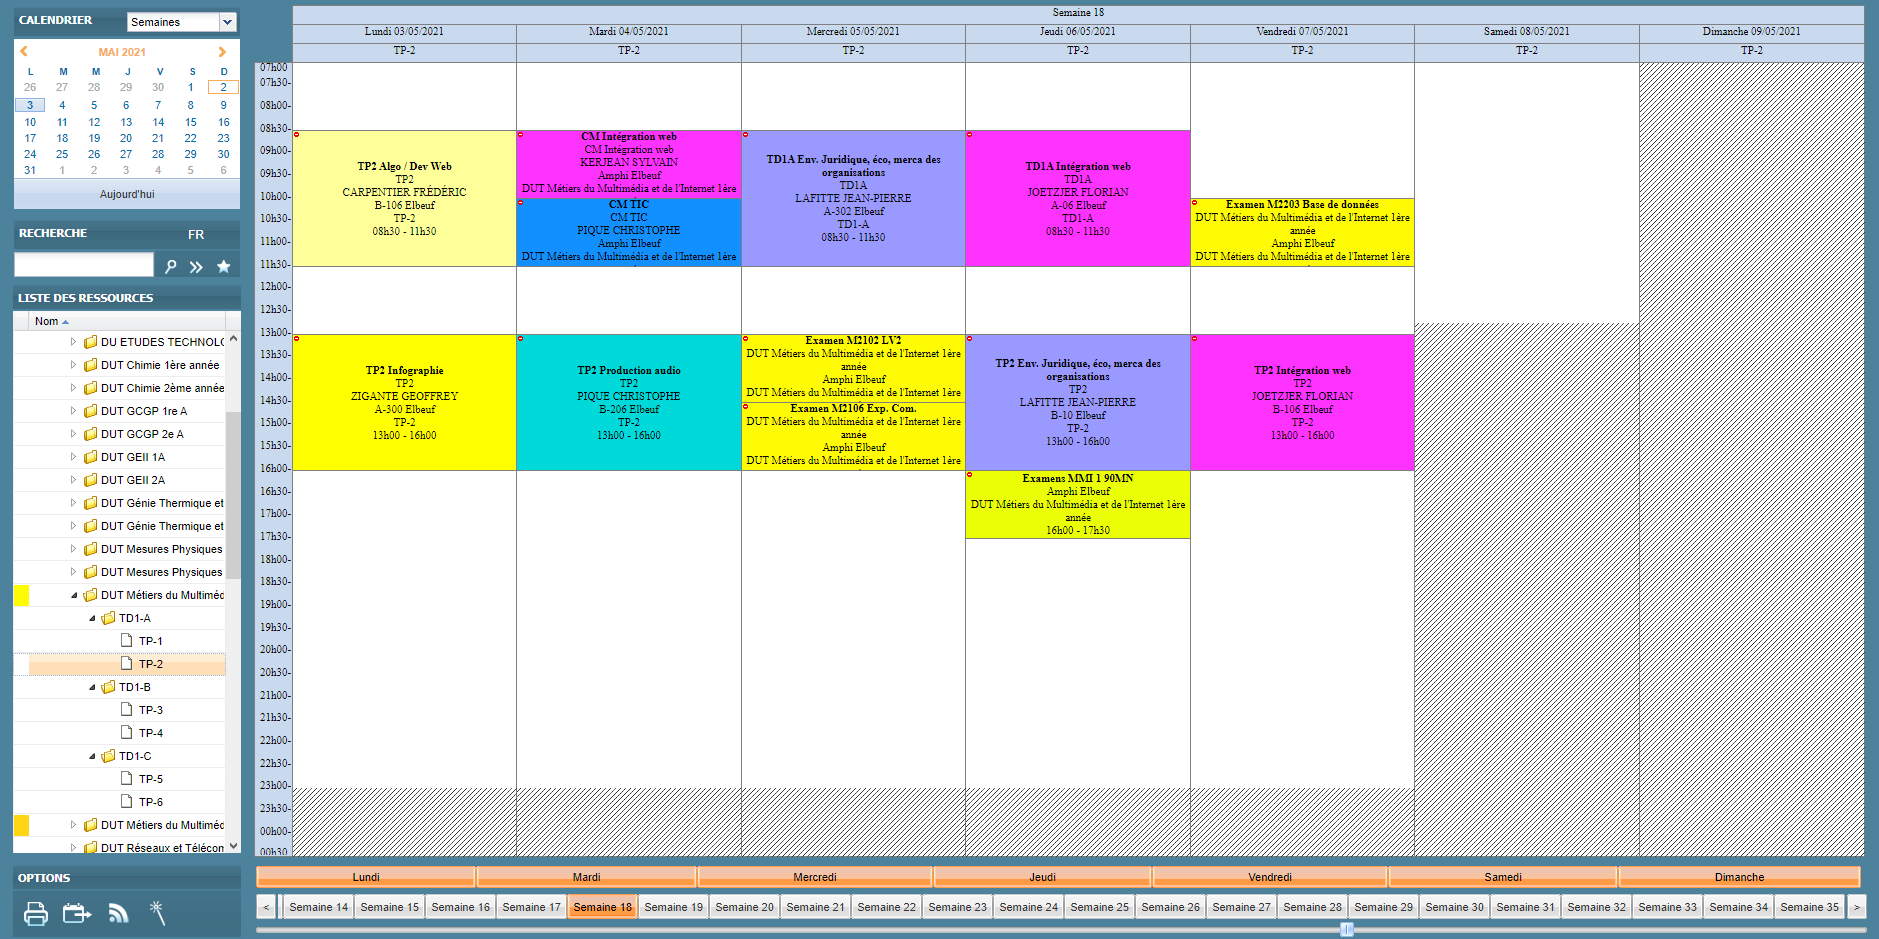 CALENDRIER
Semaines
MAI 2021
L M M J V S D
26 27 28 29 30 1 2
3 4 5 6 7 8 9
10 11 12 13 14 15 16
17 18 19 20 21 22 23
24 25 26 27 28 29 30
31 1 2 3 4 5 6
Aujourd'hui
RECHERCHE FR
LISTE DES RESSOURCES
Nom
DU ETUDES TECHNOLO
DUT Chimie 1ère année
DUT Chimie 2ème année
DUT GCGP 1re A
DUT GCGP 2e A
DUT GEII 1A
DUT GEII 2A
DUT Génie Thermique et
DUT Génie Thermique et
DUT Mesures Physiques
DUT Mesures Physiques
DUT Métiers du Multiméd
TD1-A
TP-1
TP-2
TD1-B
TP-3
TP-4
TD1-C
TP-5
TP-6
DUT Métiers du Multiméd
DUT Réseaux et Télécom
OPTIONS
Semaine 18
Lundi 03/05/2021 Mardi 04/05/2021 Mercredi 05/05/2021 Jeudi 06/05/2021 Vendredi 07/05/2021 Samedi 08/05/2021 Dimanche 09/05/2021
TP-2 TP-2 TP-2 TP-2 TP-2 TP-2 TP-2
07h00
07h30-
08h00-
08h30-
09h00-
09h30-
10h00-
10h30-
11h00-
11h30-
12h00-
12h30-
13h00-
13h30-
14h00-
14h30-
15h00-
15h30-
16h00-
16h30-
17h00-
17h30-
18h00-
18h30-
19h00-
19h30-
20h00-
20h30-
21h00-
21h30-
22h00-
22h30-
23h00-
23h30-
00h00-
00h30
TP2 Algo / Dev Web
TP2
CARPENTIER FRÉDÉRIC
B-106 Elbeuf
TP-2
08h30 - 11h30
TP2 Infographie
TP2
ZIGANTE GEOFFREY
A-300 Elbeuf
TP-2
13h00 - 16h00
CM Intégration web
CM Intégration web
KERJEAN SYLVAIN
Amphi Elbeuf
DUT Métiers du Multimédia et de l'Internet 1ère
CM TIC
CM TIC
PIQUE CHRISTOPHE
Amphi Elbeuf
DUT Métiers du Multimédia et de l'Internet 1ère
TP2 Production audio
TP2
PIQUE CHRISTOPHE
B-206 Elbeuf
TP-2
13h00 - 16h00
TD1A Env. Juridique, éco, merca des
organisations
TD1A
LAFITTE JEAN-PIERRE
A-302 Elbeuf
TD1-A
08h30 - 11h30
Examen M2102 LV2
DUT Métiers du Multimédia et de l'Internet 1ère
année
Amphi Elbeuf
DUT Métiers du Multimédia et de l'Internet 1ère
Examen M2106 Exp. Com.
DUT Métiers du Multimédia et de l'Internet 1ère
année
Amphi Elbeuf
DUT Métiers du Multimédia et de l'Internet 1ère
TD1A Intégration web
TD1A
JOETZJER FLORIAN
A-06 Elbeuf
TD1-A
08h30 - 11h30
TP2 Env. Juridique, éco, merca des
organisations
TP2
LAFITTE JEAN-PIERRE
B-10 Elbeuf
TP-2
13h00 - 16h00
Examens MMI 1 90MN
Amphi Elbeuf
DUT Métiers du Multimédia et de l'Internet 1ère
année
16h00 - 17h30
Examen M2203 Base de données
DUT Métiers du Multimédia et de l'Internet 1ère
année
Amphi Elbeuf
DUT Métiers du Multimédia et de l'Internet 1ère
TP2 Intégration web
TP2
JOETZJER FLORIAN
B-106 Elbeuf
TP-2
13h00 - 16h00
Lundi Mardi Mercredi Jeudi Vendredi Samedi Dimanche
< Semaine 14 Semaine 15 Semaine 16 Semaine 17 Semaine 18 Semaine 19 Semaine 20 Semaine 21 Semaine 22 Semaine 23 Semaine 24 Semaine 25 Semaine 26 Semaine 27 Semaine 28 Semaine 29 Semaine 30 Semaine 31 Semaine 32 Semaine 33 Semaine 34 Semaine 35 >